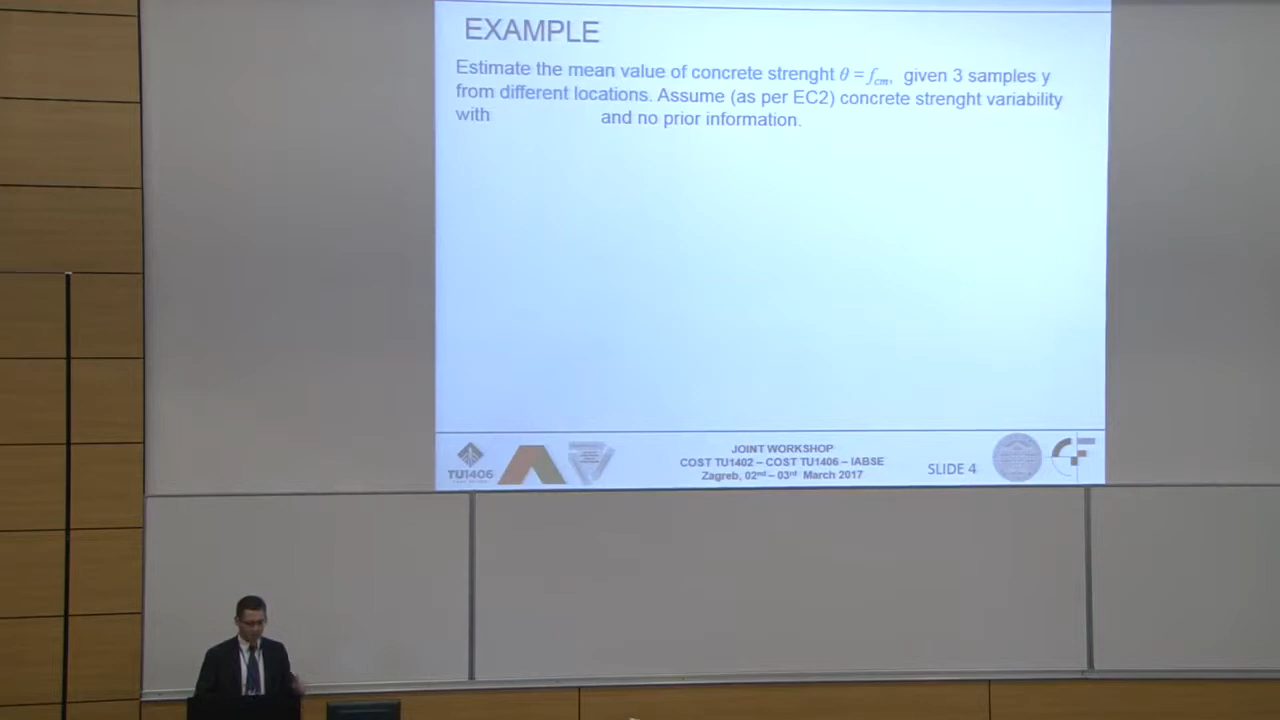 EXAMPLE
Estimate the mean value of concrete strenght θ = fcm, given 3 samples y
from different locations. Assume (as per EC2) concrete strenght variability
with and no prior information.
JOINT WORKSHOP
COST TU1402 – COST TU1406 – IABSE
Zagreb, 02nd – 03rd March 2017
SLIDE 4
TU1406